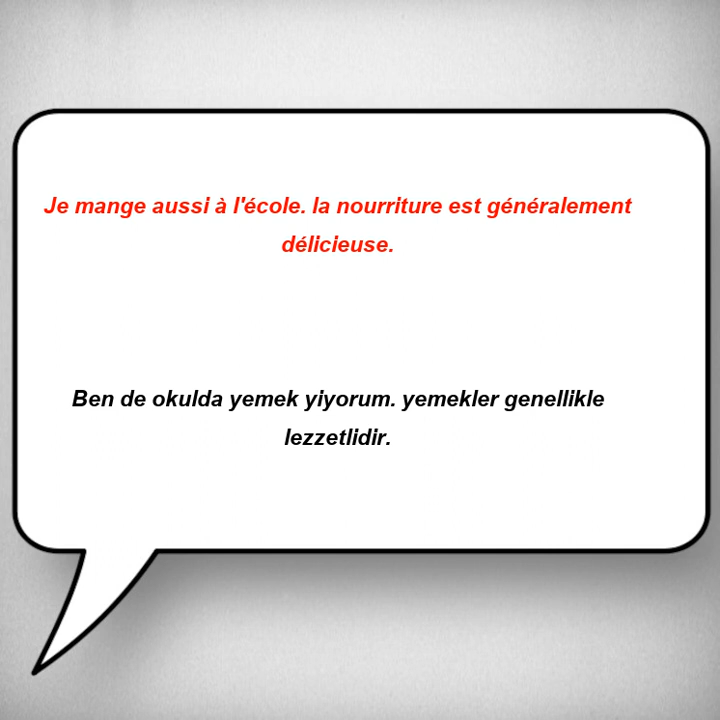 Je mange aussi à l'école. la nourriture est généralement
délicieuse.
Ben de okulda yemek yiyorum. yemekler genellikle
lezzetlidir.